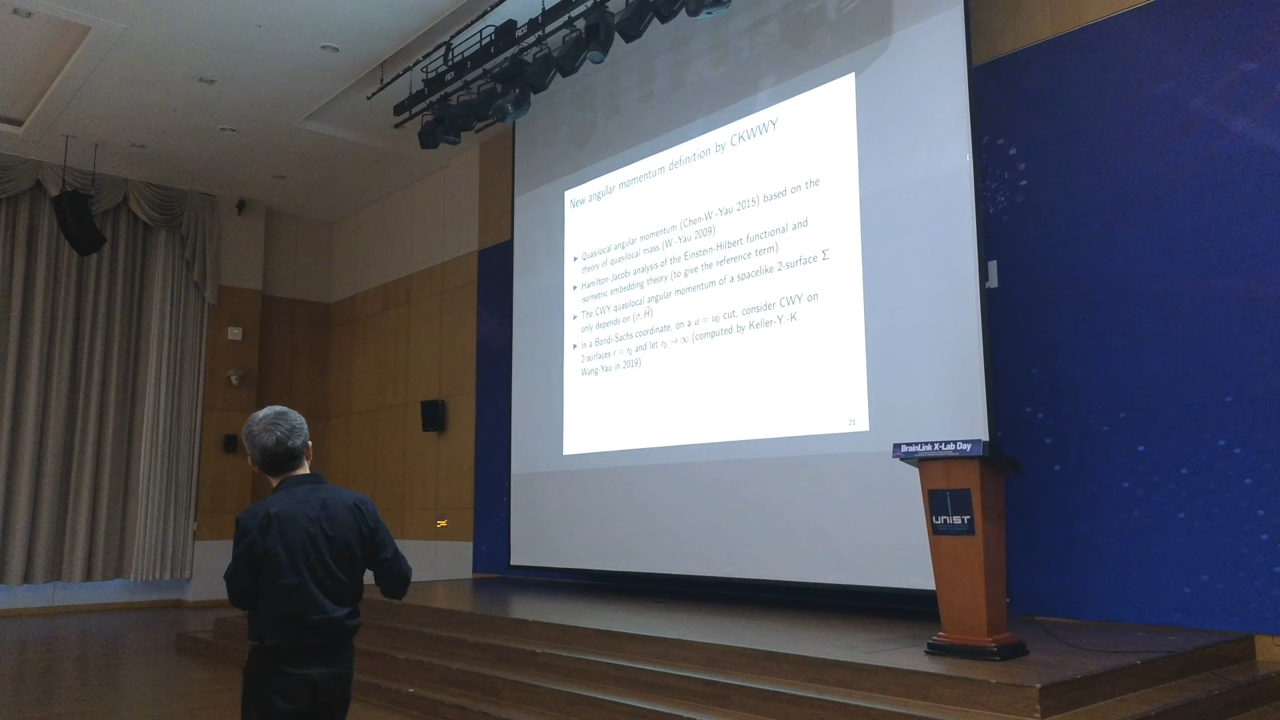 New angular momentum definition by CKWWY
▶ Quasilocal angular momentum (Chen-W.-Yau 2015) based on the
theory of quasilocal mass (W.-Yau 2009)
▶ Hamilton-Jacobi analysis of the Einstein-Hilbert functional and
isometric embedding theory (to give the reference term).
▶ The CWY quasilocal angular momentum of a spacelike 2-surface Σ
only depends on (σ, H⃗)
▶ In a Bondi-Sachs coordinate, on a u = u₀ cut, consider CWY on
2-surfaces r = r₀ and let r₀ → ∞ (computed by Keller-Y.-K.
Wang-Yau in 2019)
21
BrainLink X-Lab Day
UNIST